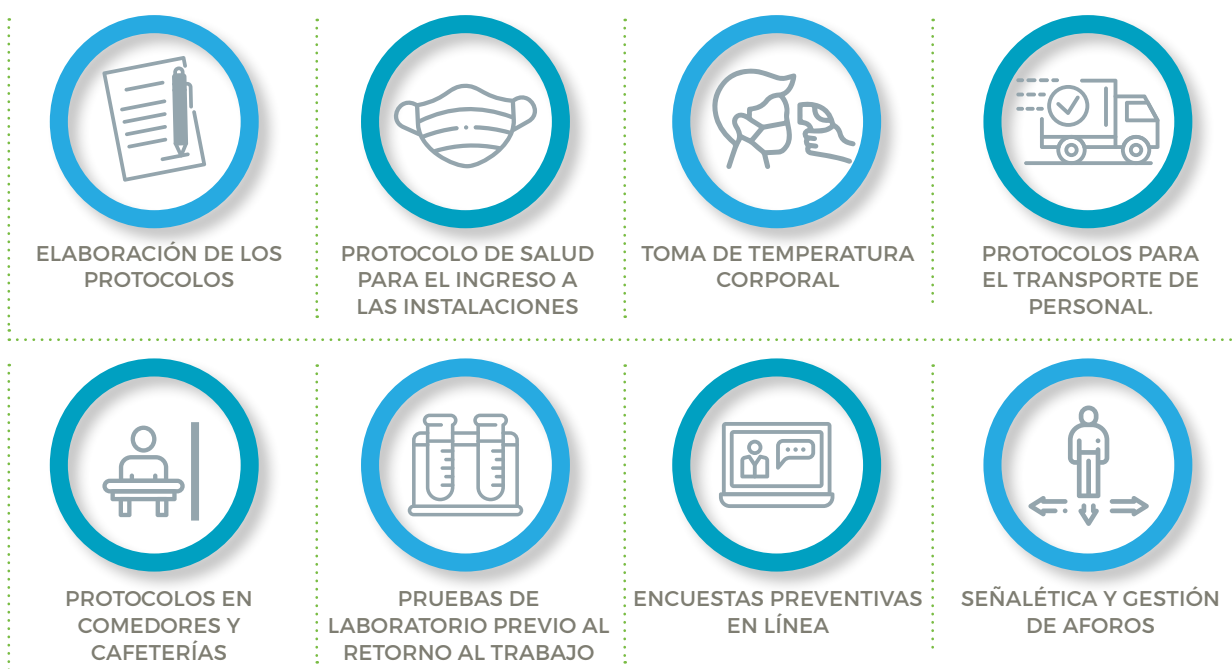 ELABORACIÓN DE LOS
PROTOCOLOS
PROTOCOLO DE SALUD
PARA EL INGRESO A
LAS INSTALACIONES
TOMA DE TEMPERATURA
CORPORAL
PROTOCOLOS PARA
EL TRANSPORTE DE
PERSONAL.
PROTOCOLOS EN
COMEDORES Y
CAFETERÍAS
PRUEBAS DE
LABORATORIO PREVIO AL
RETORNO AL TRABAJO
ENCUESTAS PREVENTIVAS
EN LÍNEA
SEÑALÉTICA Y GESTIÓN
DE AFOROS